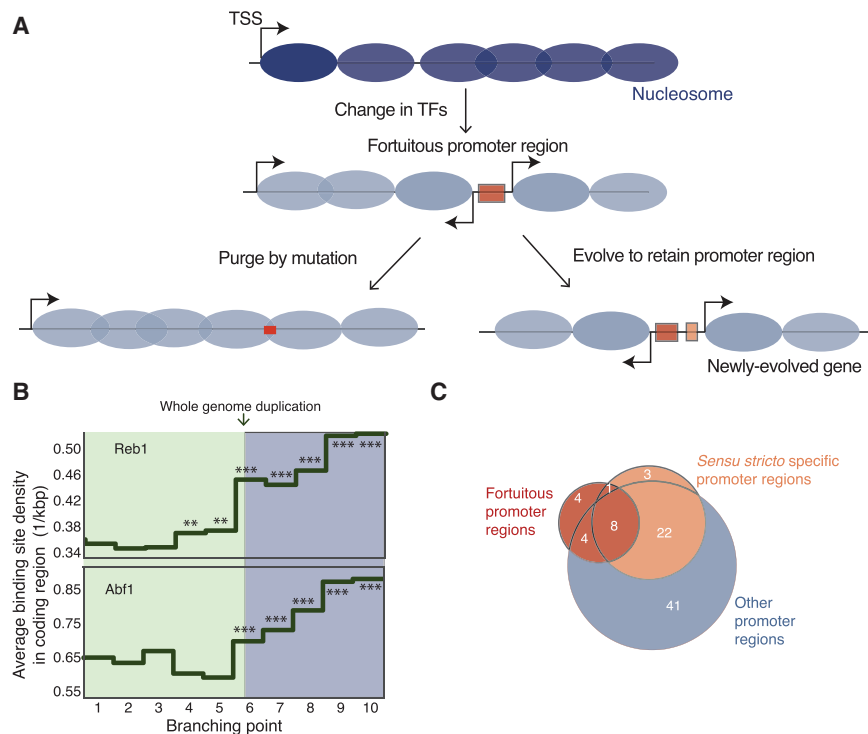 A
TSS
Nucleosome
Change in TFs
Fortuitous promoter region
Purge by mutation
Evolve to retain promoter region
Newly-evolved gene
B
Whole genome duplication
Average binding site density
in coding region (1/kbp)
Reb1
0.50
0.46
0.42
0.38
0.34
** ** *** *** *** *** ***
Abf1
0.85
0.75
0.65
0.55
*** *** *** *** ***
1 2 3 4 5 6 7 8 9 10
Branching point
C
Fortuitous
promoter
regions
Sensu stricto specific
promoter regions
Other
promoter
regions
4
1
3
4
8
22
41